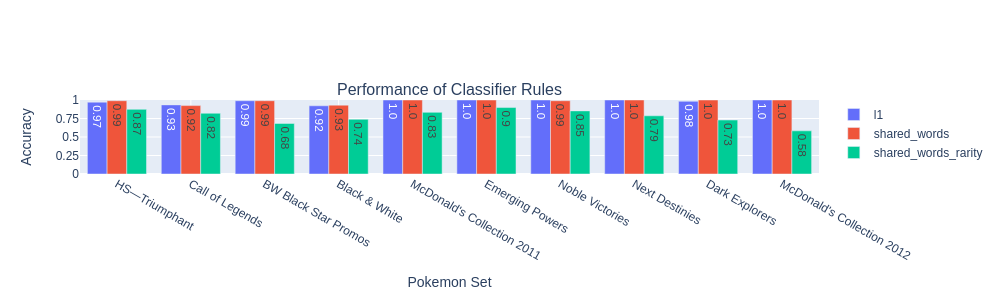 Performance of Classifier Rules
Accuracy
1
0.75
0.5
0.25
0
0.97
0.99
0.87
0.93
0.92
0.82
0.99
0.99
0.68
0.92
0.93
0.74
1.0
1.0
0.83
1.0
1.0
0.9
1.0
0.99
0.85
1.0
1.0
0.79
0.98
1.0
0.73
1.0
1.0
0.58
l1
shared_words
shared_words_rarity
HS—Triumphant
Call of Legends
BW Black Star Promos
Black & White
McDonald's Collection 2011
Emerging Powers
Noble Victories
Next Destinies
Dark Explorers
McDonald's Collection 2012
Pokemon Set